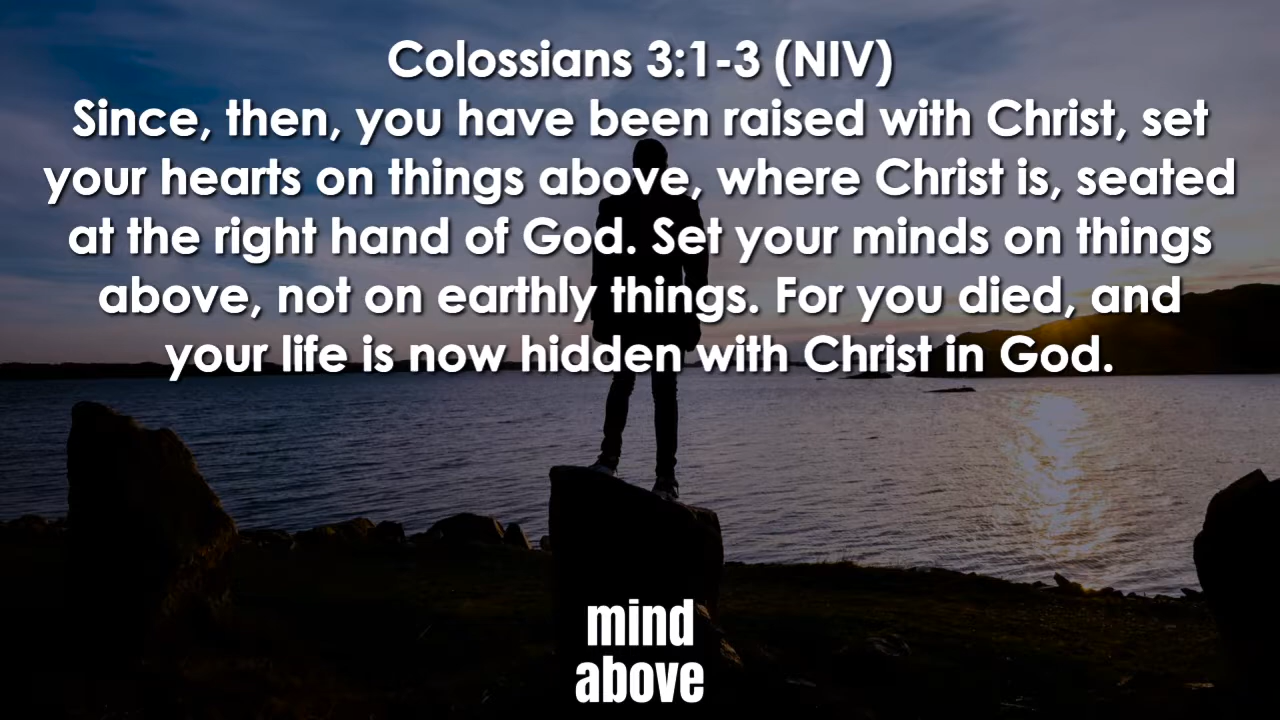 Colossians 3:1-3 (NIV)
Since, then, you have been raised with Christ, set
your hearts on things above, where Christ is, seated
at the right hand of God. Set your minds on things
above, not on earthly things. For you died, and
your life is now hidden with Christ in God.
mind
above